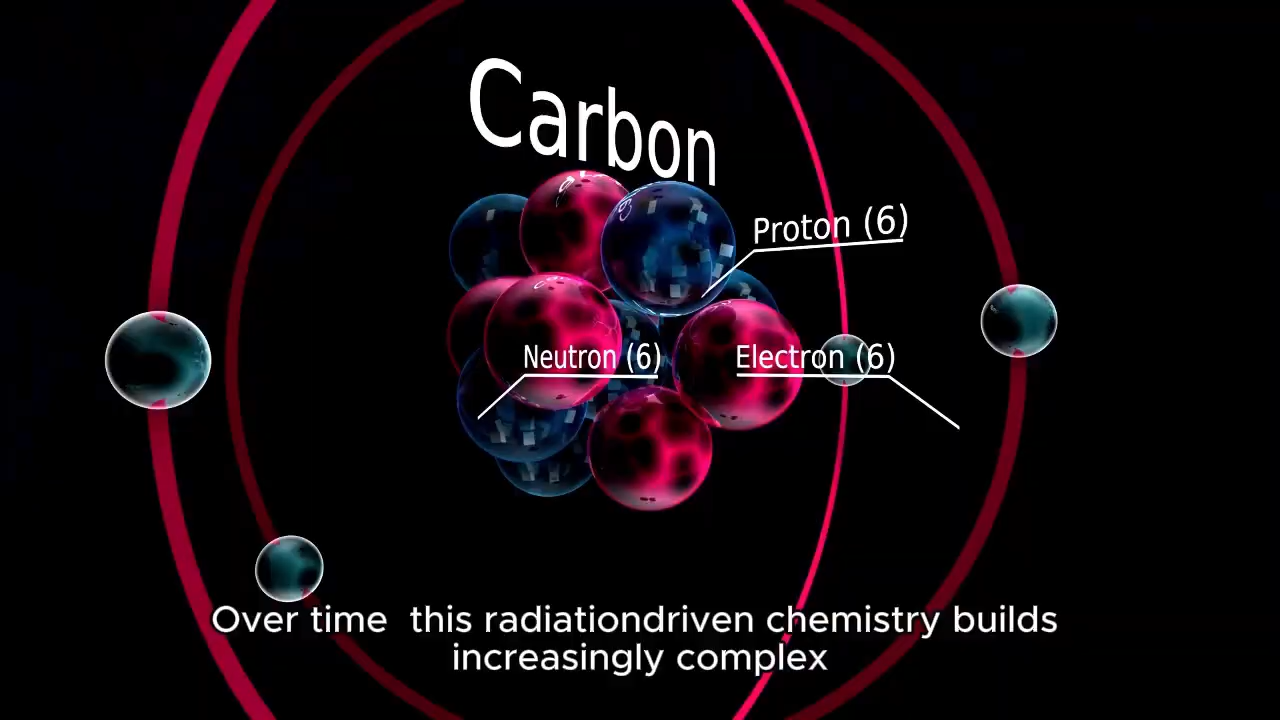 Carbon
Proton (6)
Neutron (6)
Electron (6)
Over time  this radiationdriven chemistry builds
increasingly complex